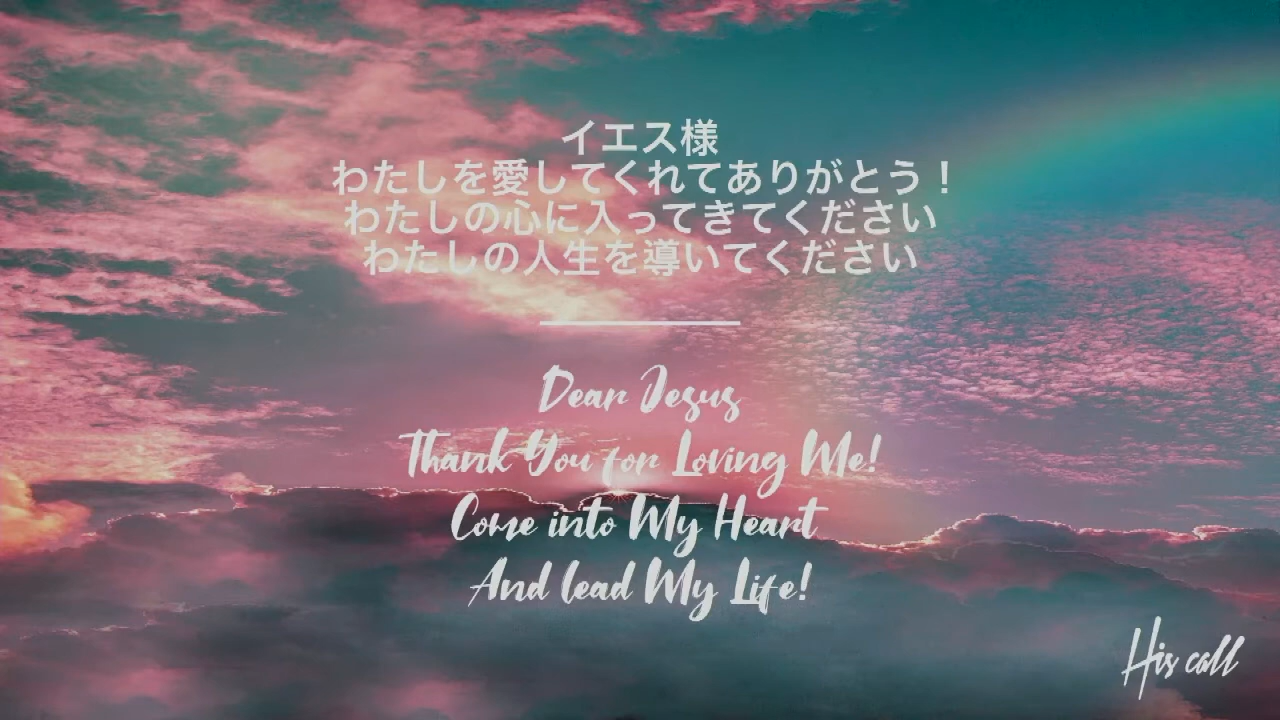 イエス様
わたしを愛してくれてありがとう！
わたしの心に入ってきてください
わたしの人生を導いてください
Dear Jesus
Thank You for Loving Me!
Come into My Heart
And lead My Life!
His call